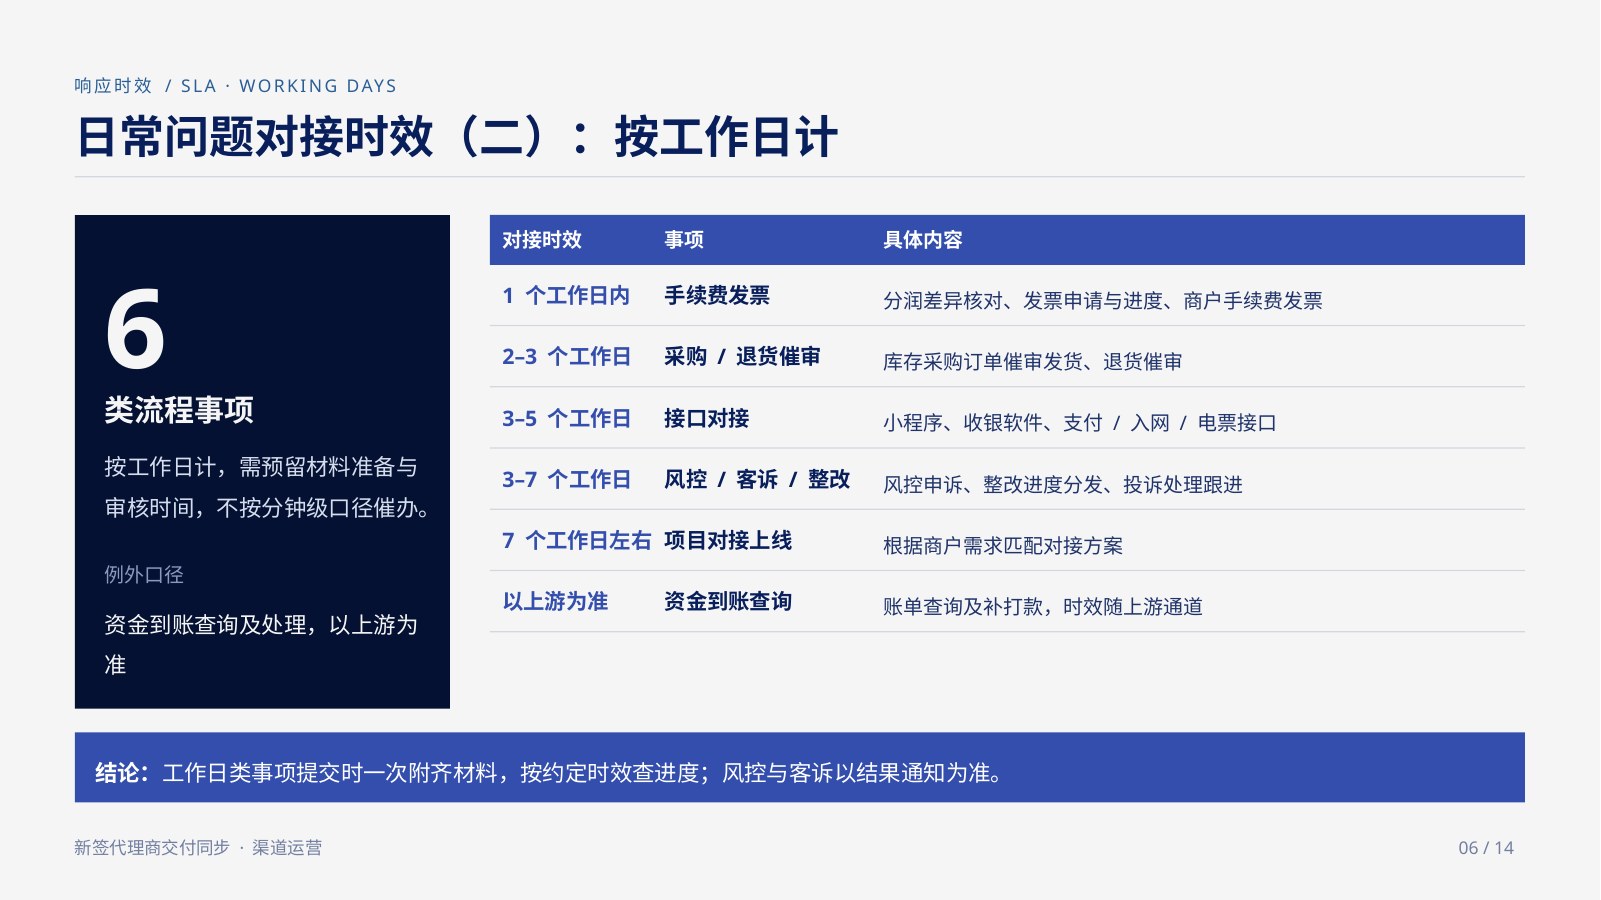 响应时效 / SLA · WORKING DAYS
日常问题对接时效（二）：按工作日计
6
类流程事项
按工作日计，需预留材料准备与
审核时间，不按分钟级口径催办。
例外口径
资金到账查询及处理，以上游为
准
对接时效 事项 具体内容
1 个工作日内 手续费发票 分润差异核对、发票申请与进度、商户手续费发票
2–3 个工作日 采购 / 退货催审 库存采购订单催审发货、退货催审
3–5 个工作日 接口对接 小程序、收银软件、支付 / 入网 / 电票接口
3–7 个工作日 风控 / 客诉 / 整改 风控申诉、整改进度分发、投诉处理跟进
7 个工作日左右 项目对接上线 根据商户需求匹配对接方案
以上游为准 资金到账查询 账单查询及补打款，时效随上游通道
结论：工作日类事项提交时一次附齐材料，按约定时效查进度；风控与客诉以结果通知为准。
新签代理商交付同步 · 渠道运营
06 / 14